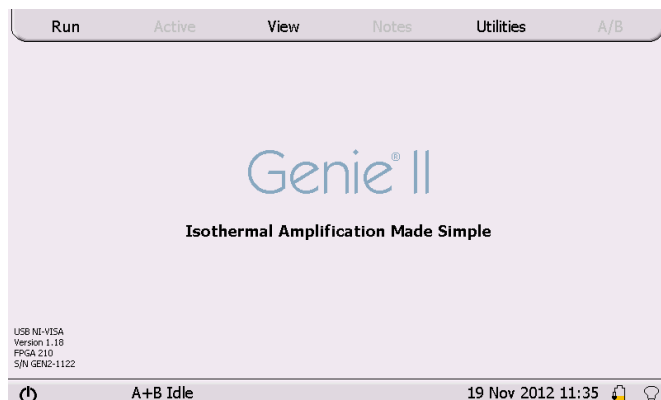 Run Active View Notes Utilities A/B
Genie® II
Isothermal Amplification Made Simple
USB NI-VISA
Version 1.18
FPGA 210
S/N GEN2-1122
A+B Idle 19 Nov 2012 11:35